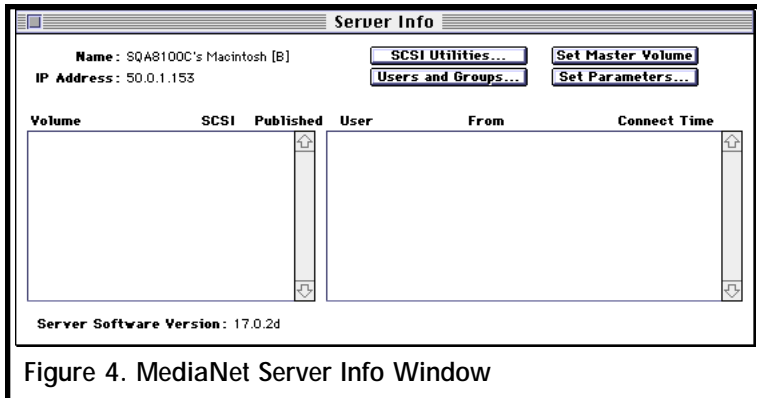 Server Info
Name: SQA8100C's Macintosh [B]
SCSI Utilities...
Set Master Volume
IP Address: 50.0.1.153
Users and Groups...
Set Parameters...
Volume SCSI Published User From Connect Time
Server Software Version: 17.0.2d
Figure 4. MediaNet Server Info Window